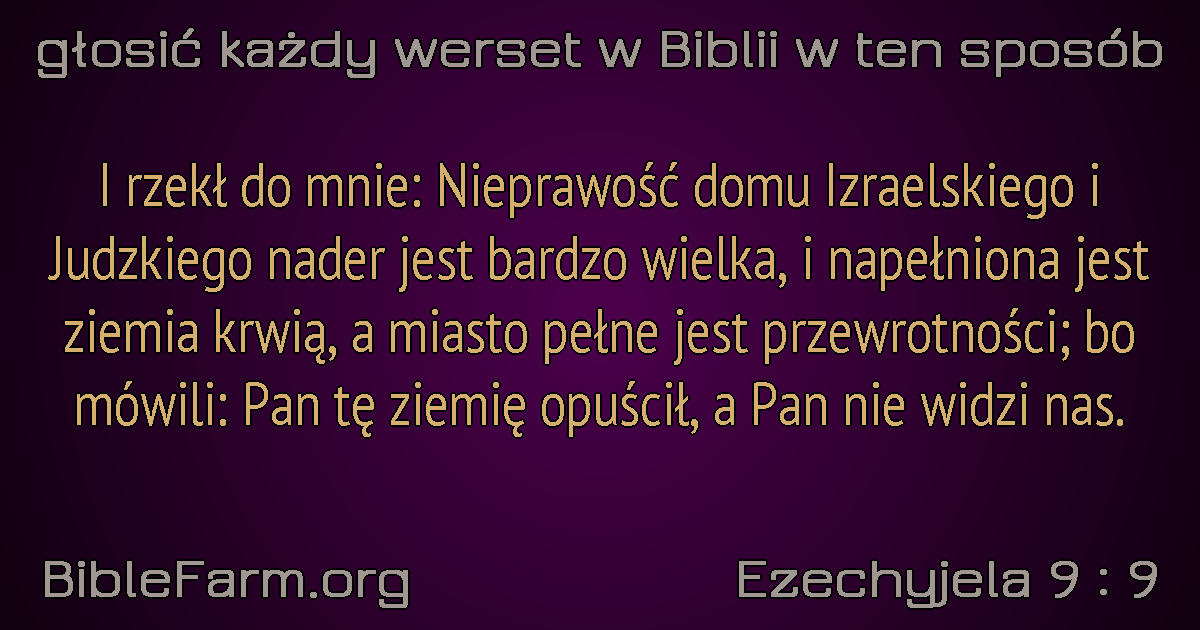 głosić każdy werset w Biblii w ten sposób
I rzekł do mnie: Nieprawość domu Izraelskiego i
Judzkiego nader jest bardzo wielka, i napełniona jest
ziemia krwią, a miasto pełne jest przewrotności; bo
mówili: Pan tę ziemię opuścił, a Pan nie widzi nas.
BibleFarm.org
Ezechyjela 9 : 9